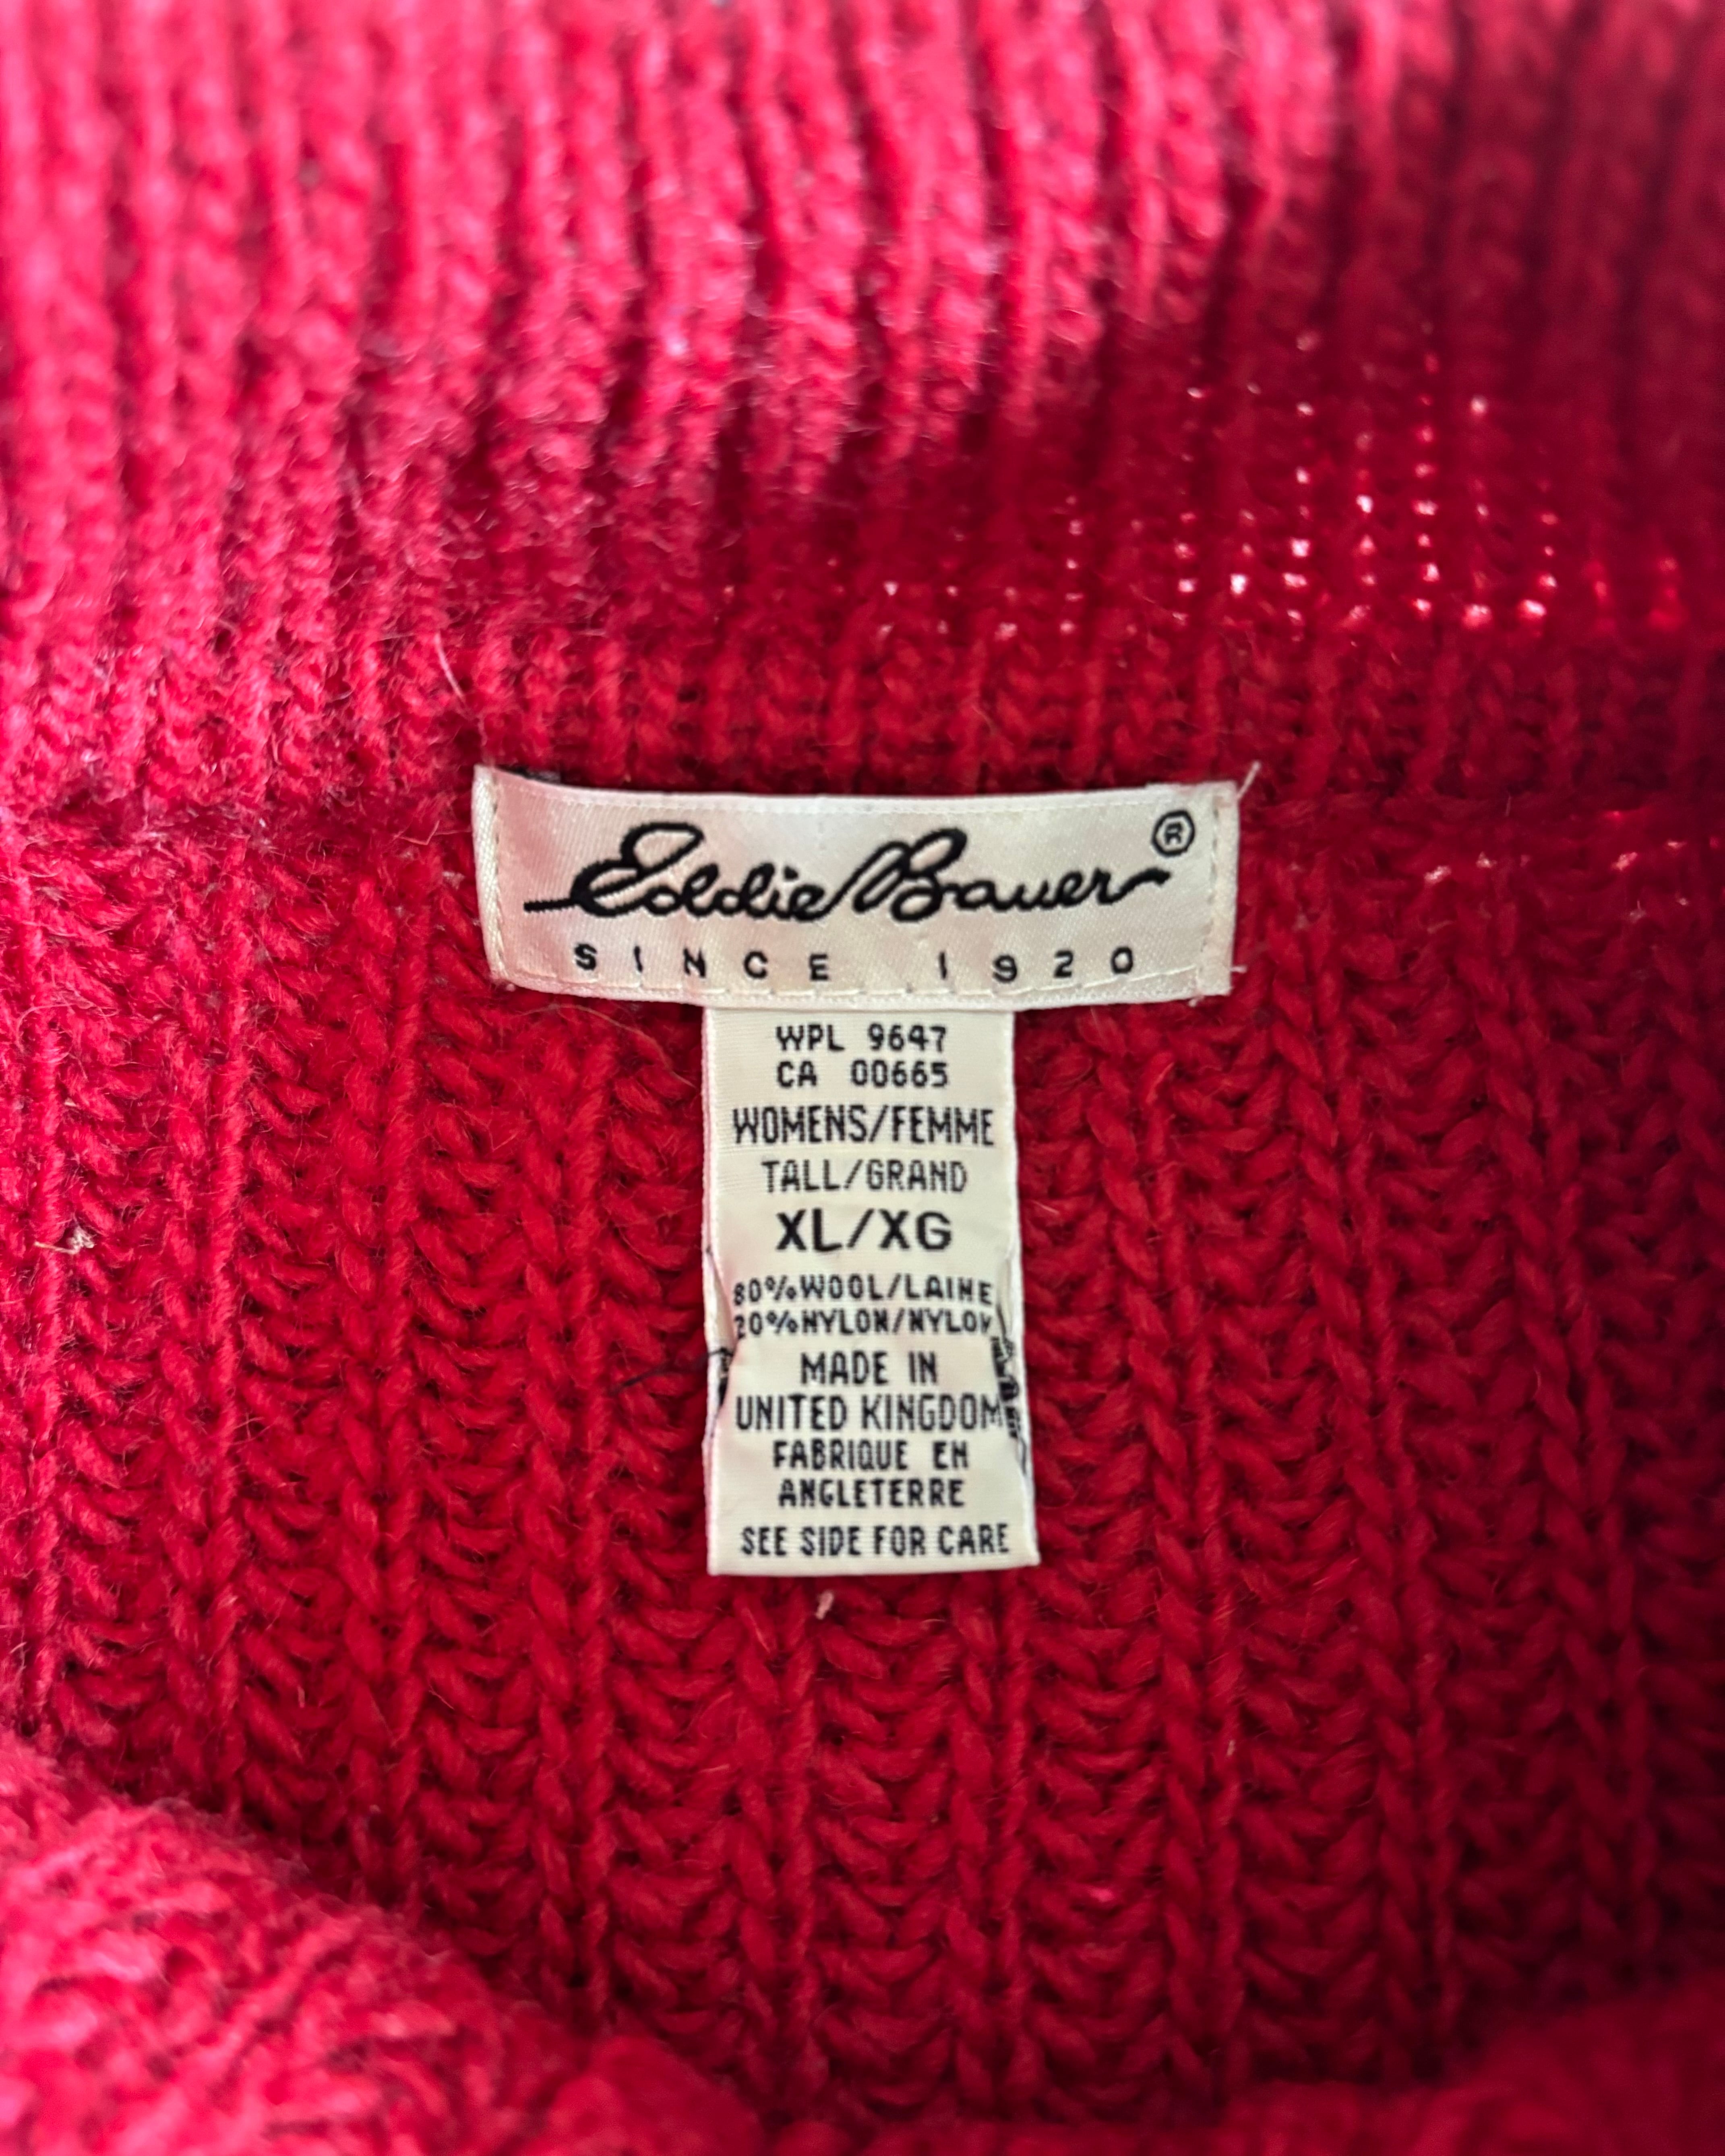 Eddie Bauer®
SINCE 1920
WPL 9647
CA 00665
WOMENS/FEMME
TALL/GRAND
XL/XG
80%WOOL/LAINE
20%NYLON/NYLON
MADE IN
UNITED KINGDOM
FABRIQUE EN
ANGLETERRE
SEE SIDE FOR CARE